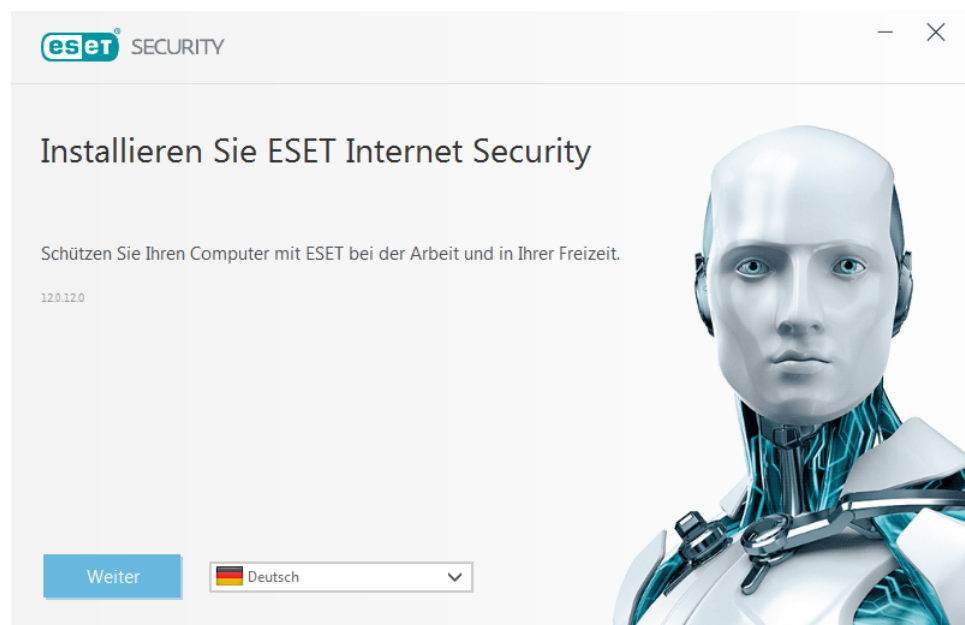 eseT® SECURITY
Installieren Sie ESET Internet Security
Schützen Sie Ihren Computer mit ESET bei der Arbeit und in Ihrer Freizeit.
12.0.12.0
Weiter
Deutsch